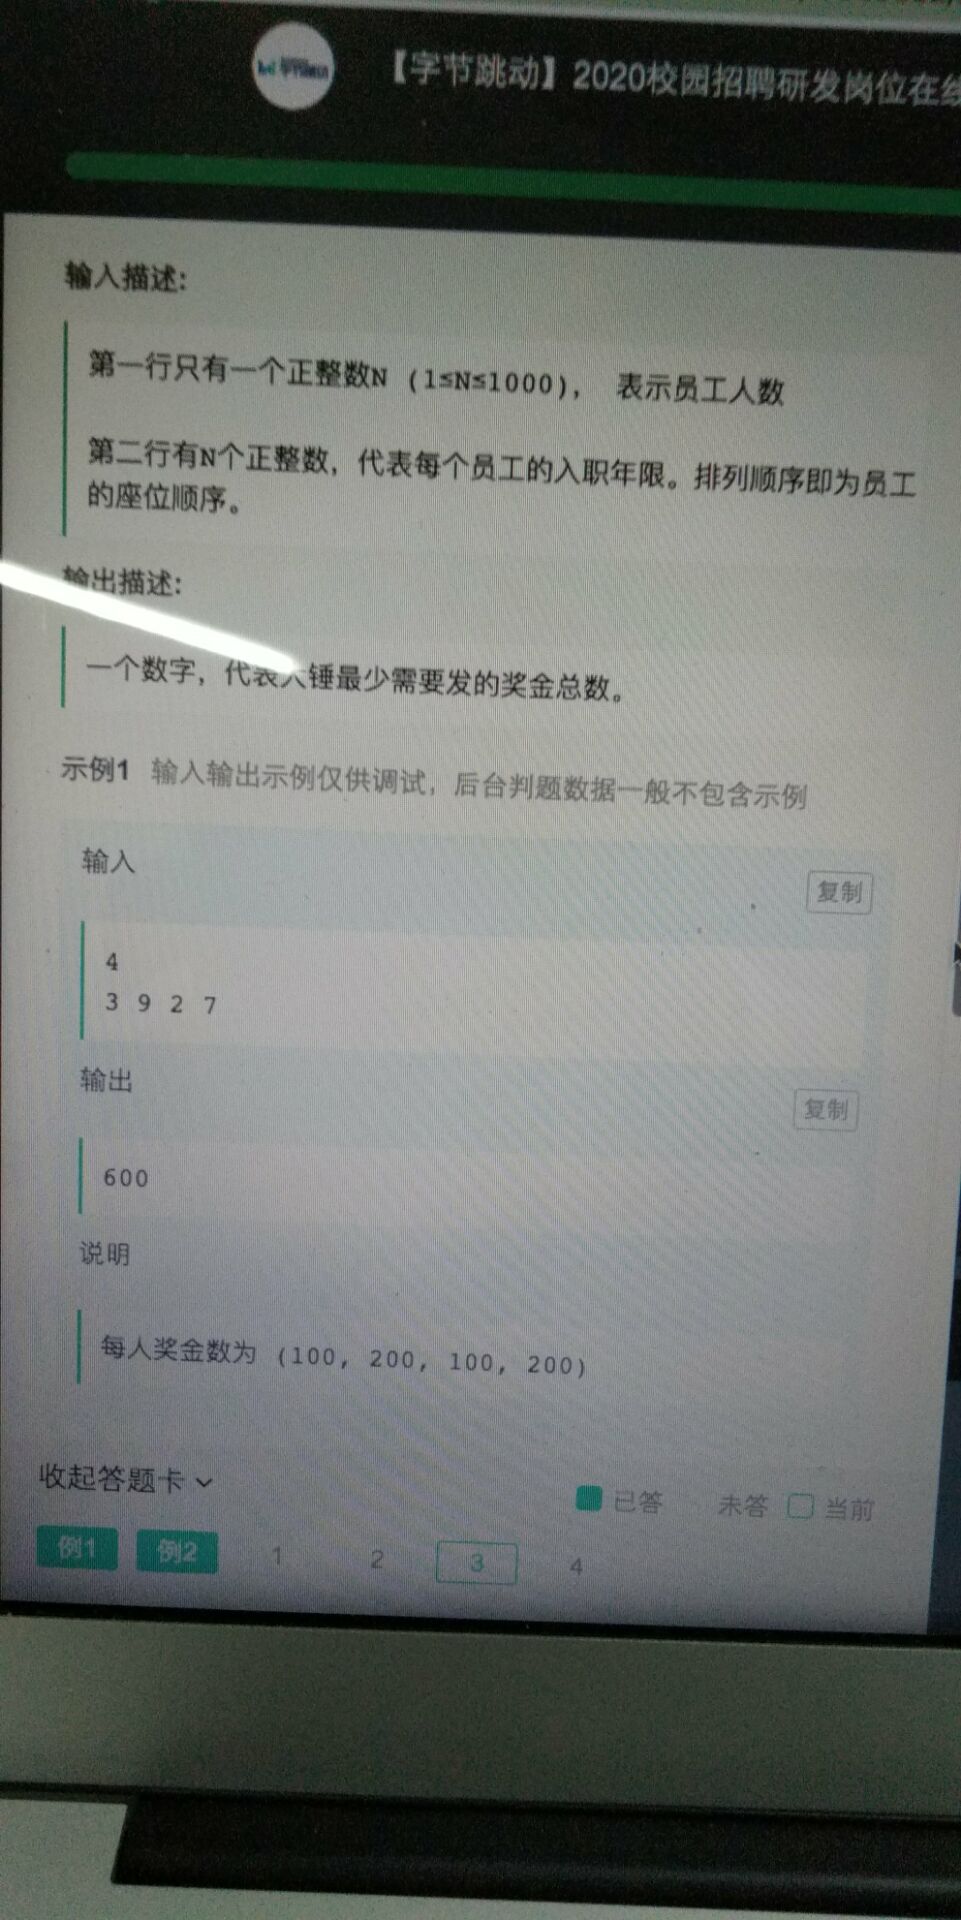 【字节跳动】2020校园招聘研发岗位在线
输入描述:
第一行只有一个正整数N（1≤N≤1000）， 表示员工人数
第二行有N个正整数，代表每个员工的入职年限。排列顺序即为员工
的座位顺序。
输出描述:
一个数字，代表大锤最少需要发的奖金总数。
示例1 输入输出示例仅供调试，后台判题数据一般不包含示例
输入
复制
4
3 9 2 7
输出
复制
600
说明
每人奖金数为 (100, 200, 100, 200)
收起答题卡
已答 未答 当前
例1 例2 1 2 3 4